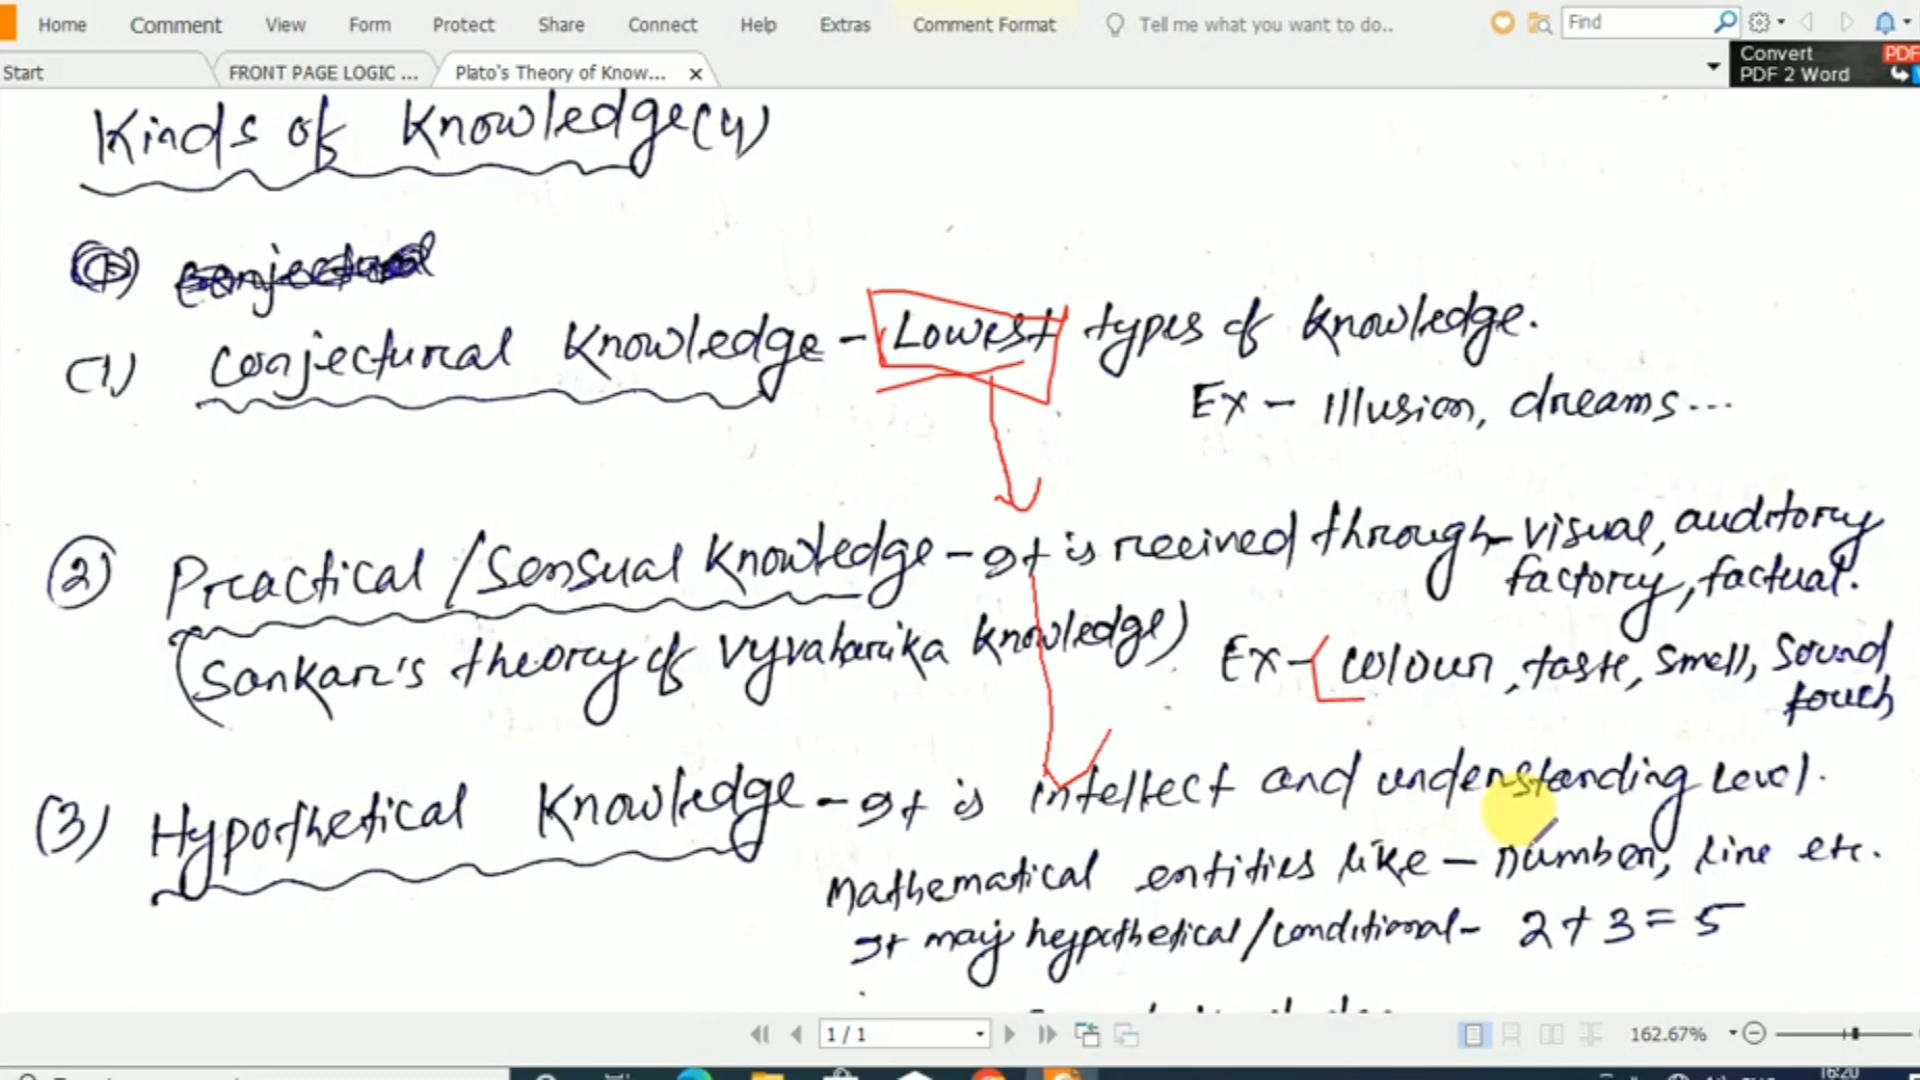 Home Comment View Form Protect Share Connect Help Extras Comment Format Tell me what you want to do.. Find
Start FRONT PAGE LOGIC ... Plato's Theory of Know... × Convert PDF 2 Word PDF
Kinds of Knowledge (4)
(1) Conjectural Knowledge - Lowest types of knowledge.
Ex - Illusion, dreams...
(2) Practical / Sensual Knowledge - It is received through - visual, auditory
factory, factual.
(Sankar's theory of Vyvaharika knowledge)
Ex - colour, taste, smell, sound
touch
(3) Hypothetical Knowledge - It is intellect and understanding level.
Mathematical entities like - number, line etc.
It may hypothetical / conditional - 2 + 3 = 5
1 / 1 162.67%
16:20